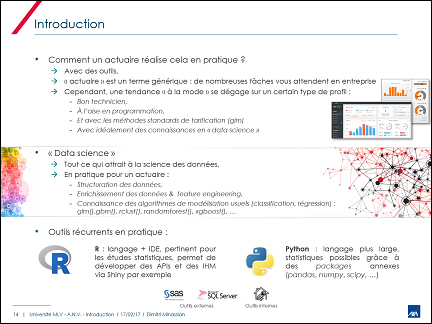 Introduction
• Comment un actuaire réalise cela en pratique ?
→ Avec des outils,
→ « actuaire » est un terme générique : de nombreuses tâches vous attendent en entreprise
→ Cependant, une tendance « à la mode » se dégage sur un certain type de profil :
- Bon technicien,
- À l'aise en programmation,
- Et avec les méthodes standards de tarification (glm)
- Avec idéalement des connaissances en « data science ».
• « Data science »
→ Tout ce qui attrait à la science des données,
→ En pratique pour un actuaire :
- Structuration des données,
- Enrichissement des données & feature engineering,
- Connaissance des algorithmes de modélisation usuels (classification, régression) :
glm(),gbm(), rclust(), randomforest(), xgboost(), …
• Outils récurrents en pratique :
R : langage + IDE, pertinent pour
les études statistiques, permet de
développer des APIs et des IHM
via Shiny par exemple
Python : langage plus large,
statistiques possibles grâce à
des packages annexes
(pandas, numpy, scipy, …)
sas
SQL Server
Outils externes
Outils internes
14 | Université MLV - A.N.V. - Introduction I 17/02/17 I Dimitri Minassian
AXA